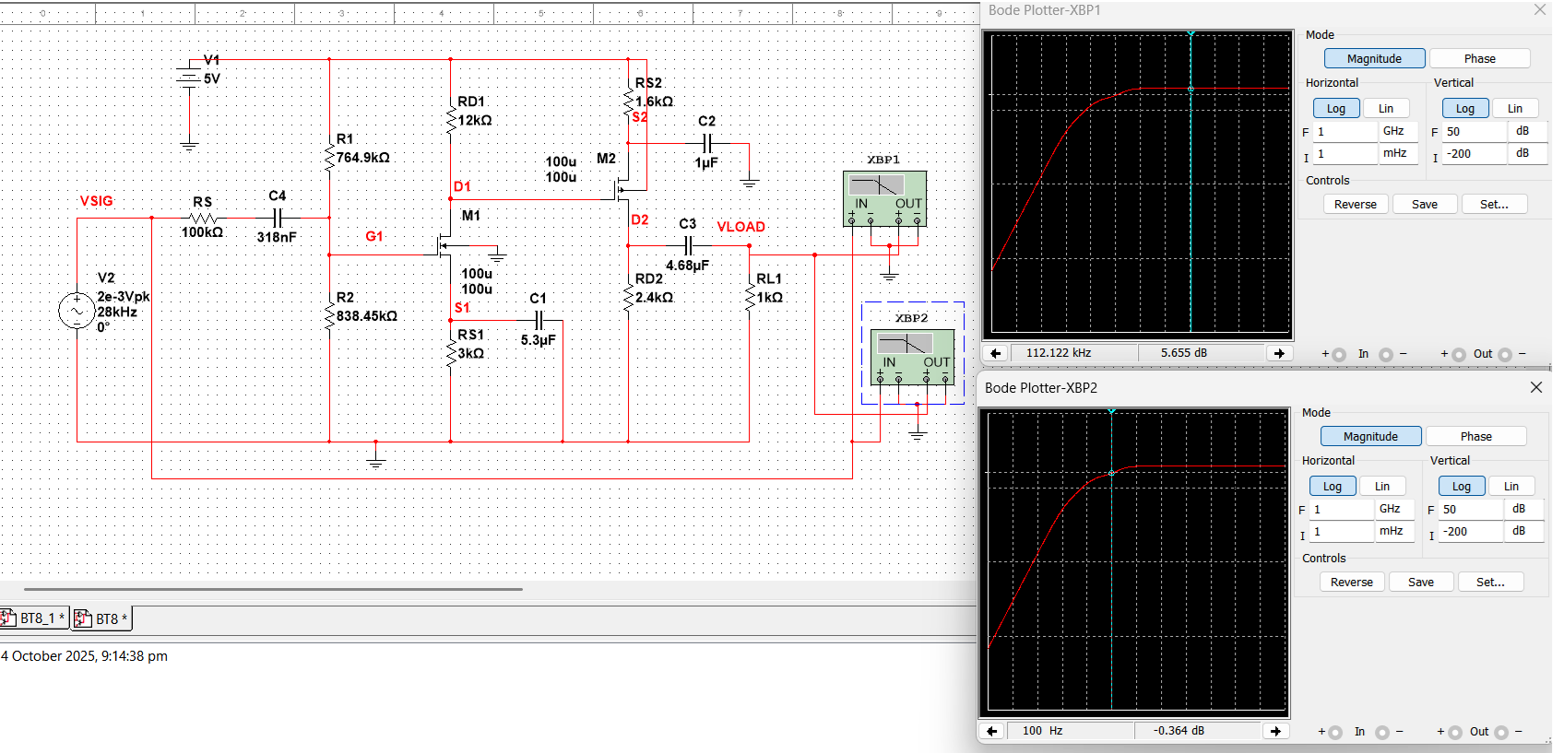 0 1 2 3 4 5 6 7 8 9
V1
5V
RS2
1.6kΩ
S2
RD1
12kΩ
C2
1µF
R1
764.9kΩ
M2
100u
100u
XBP1
IN OUT
VSIG
RS
100kΩ
C4
318nF
D1
M1
G1
D2
C3
4.68µF
VLOAD
V2
2e-3Vpk
28kHz
0°
R2
838.45kΩ
100u
100u
S1
C1
5.3µF
RS1
3kΩ
RD2
2.4kΩ
RL1
1kΩ
XBP2
IN OUT
BT8_1 * BT8 *
4 October 2025, 9:14:38 pm
Bode Plotter-XBP1
Mode
Magnitude Phase
Horizontal Vertical
Log Lin Log Lin
F 1 GHz F 50 dB
I 1 mHz I -200 dB
Controls
Reverse Save Set...
112.122 kHz 5.655 dB + In − + Out −
Bode Plotter-XBP2
Mode
Magnitude Phase
Horizontal Vertical
Log Lin Log Lin
F 1 GHz F 50 dB
I 1 mHz I -200 dB
Controls
Reverse Save Set...
100 Hz -0.364 dB + In − + Out −